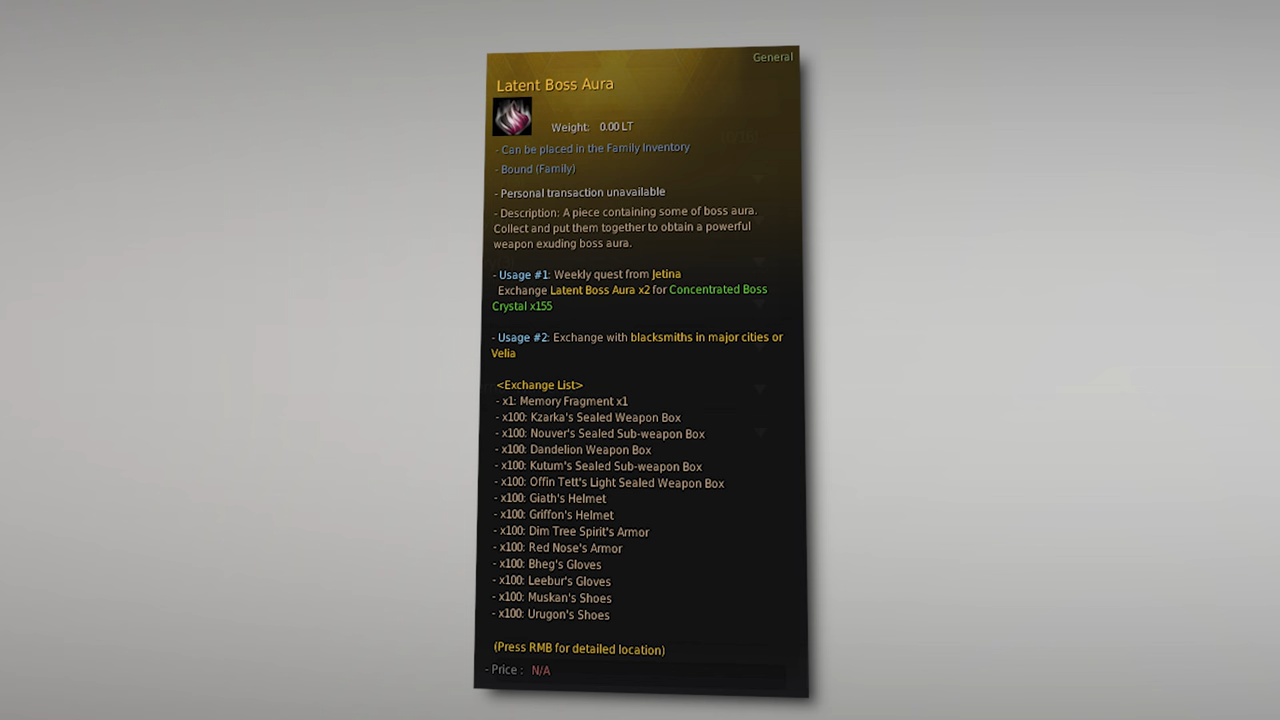 General
Latent Boss Aura
Weight: 0.00 LT
- Can be placed in the Family Inventory
- Bound (Family)
- Personal transaction unavailable
- Description: A piece containing some of boss aura.
Collect and put them together to obtain a powerful
weapon exuding boss aura.
- Usage #1: Weekly quest from Jetina
Exchange Latent Boss Aura x2 for Concentrated Boss
Crystal x155
- Usage #2: Exchange with blacksmiths in major cities or
Velia
<Exchange List>
- x1: Memory Fragment x1
- x100: Kzarka's Sealed Weapon Box
- x100: Nouver's Sealed Sub-weapon Box
- x100: Dandelion Weapon Box
- x100: Kutum's Sealed Sub-weapon Box
- x100: Offin Tett's Light Sealed Weapon Box
- x100: Giath's Helmet
- x100: Griffon's Helmet
- x100: Dim Tree Spirit's Armor
- x100: Red Nose's Armor
- x100: Bheg's Gloves
- x100: Leebur's Gloves
- x100: Muskan's Shoes
- x100: Urugon's Shoes
(Press RMB for detailed location)
- Price : N/A